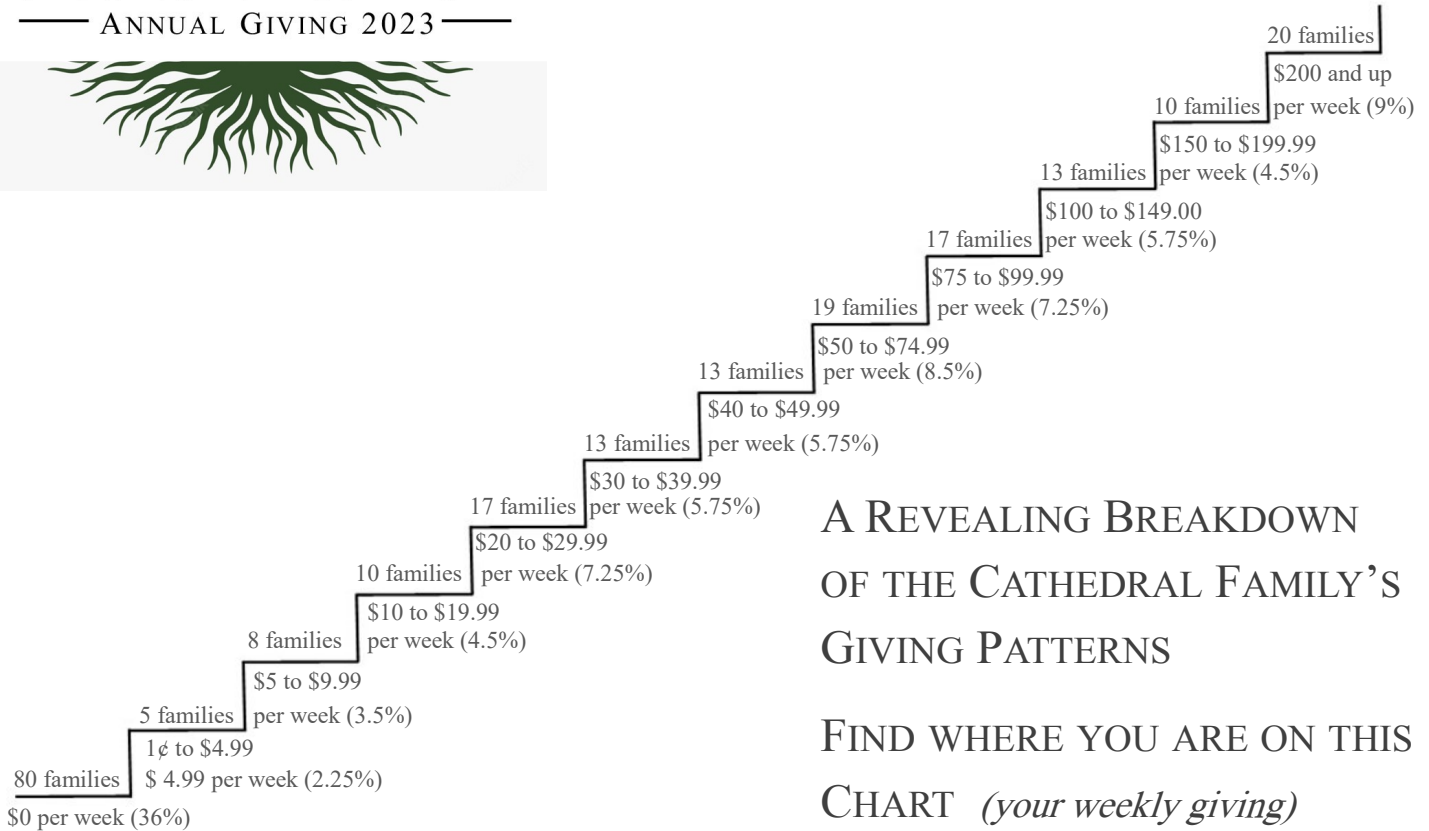 ANNUAL GIVING 2023
20 families
$200 and up
per week (9%)
10 families
$150 to $199.99
per week (4.5%)
13 families
$100 to $149.00
per week (5.75%)
17 families
$75 to $99.99
per week (7.25%)
19 families
$50 to $74.99
per week (8.5%)
13 families
$40 to $49.99
per week (5.75%)
13 families
$30 to $39.99
per week (5.75%)
17 families
$20 to $29.99
per week (7.25%)
10 families
$10 to $19.99
per week (4.5%)
8 families
$5 to $9.99
per week (3.5%)
5 families
1¢ to $4.99
$ 4.99 per week (2.25%)
80 families
$0 per week (36%)
A REVEALING BREAKDOWN
OF THE CATHEDRAL FAMILY’S
GIVING PATTERNS
FIND WHERE YOU ARE ON THIS
CHART (your weekly giving)